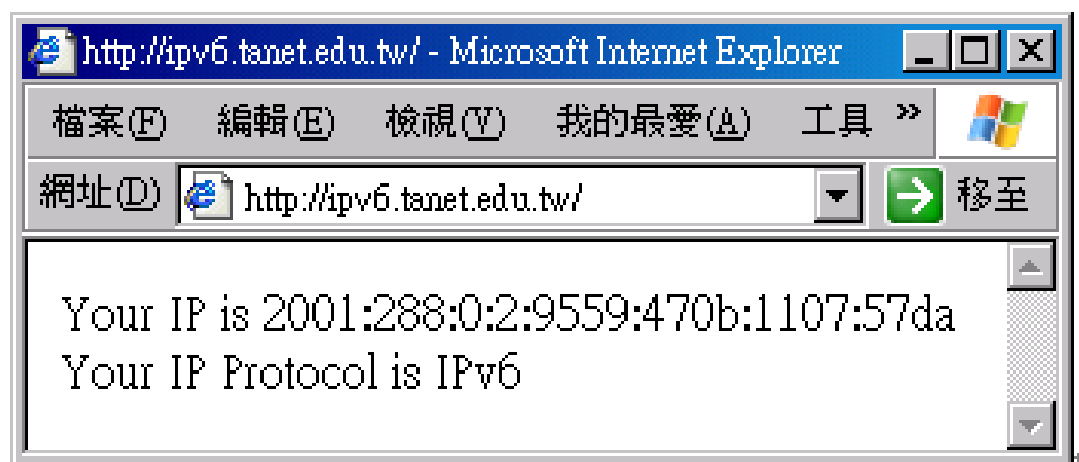 http://ipv6.tanet.edu.tw/ - Microsoft Internet Explorer
檔案(F) 編輯(E) 檢視(V) 我的最愛(A) 工具 »
網址(D) http://ipv6.tanet.edu.tw/ 移至
Your IP is 2001:288:0:2:9559:470b:1107:57da
Your IP Protocol is IPv6